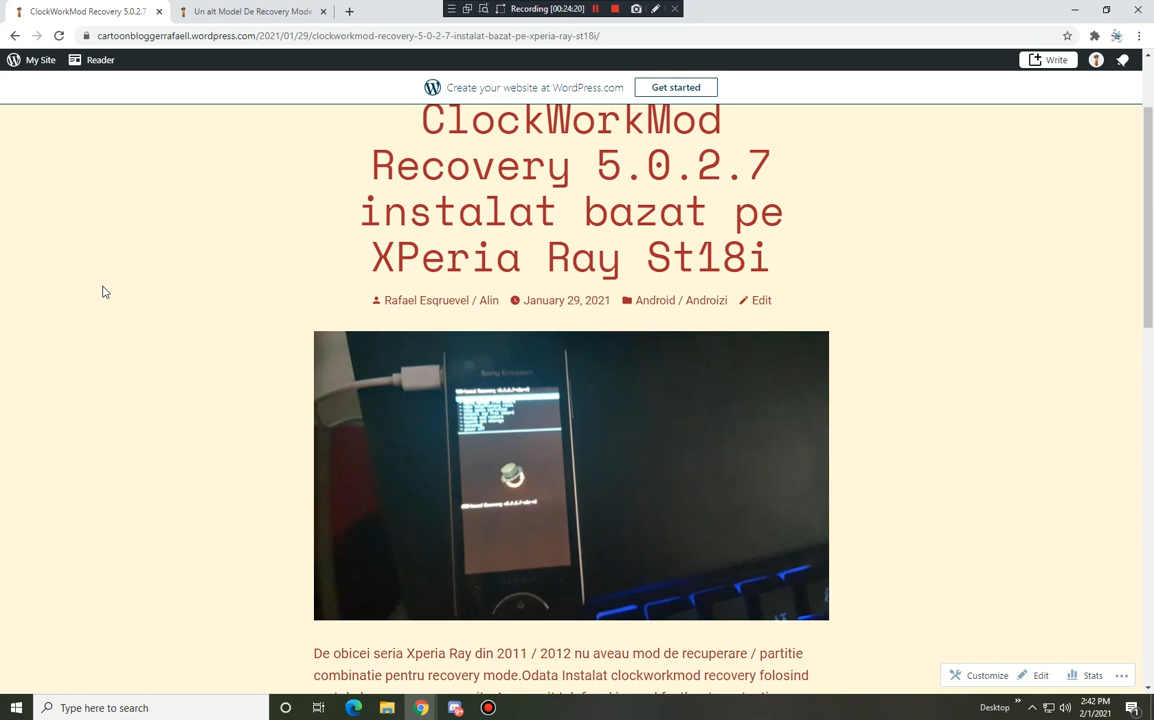 ClockWorkMod Recovery 5.0.2.7
Un alt Model De Recovery Mode
Recording [00:24:20]
cartoonbloggerrafaell.wordpress.com/2021/01/29/clockworkmod-recovery-5-0-2-7-instalat-bazat-pe-xperia-ray-st18i/
My Site
Reader
Write
Create your website at WordPress.com
Get started
ClockWorkMod
Recovery 5.0.2.7
instalat bazat pe
XPeria Ray St18i
Rafael Esqruevel / Alin
January 29, 2021
Android / Androizi
Edit
Sony Ericsson
XPERIA
De obicei seria Xperia Ray din 2011 / 2012 nu aveau mod de recuperare / partitie
combinatie pentru recovery mode.Odata Instalat clockworkmod recovery folosind
Customize
Edit
Stats
Type here to search
Desktop
2:42 PM
2/1/2021
1